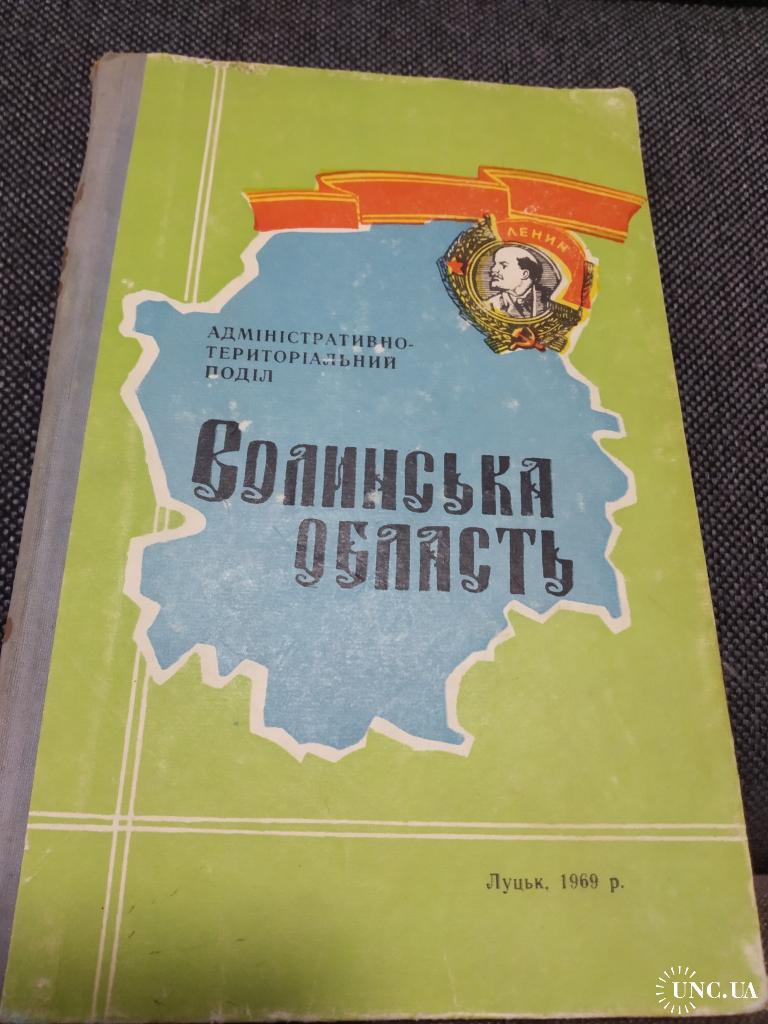 ЛЕНИН
АДМІНІСТРАТИВНО-
ТЕРИТОРІАЛЬНИЙ
ПОДІЛ
ВОЛИНСЬКА
ОБЛАСТЬ
Луцьк, 1969 р.
UNC.UA